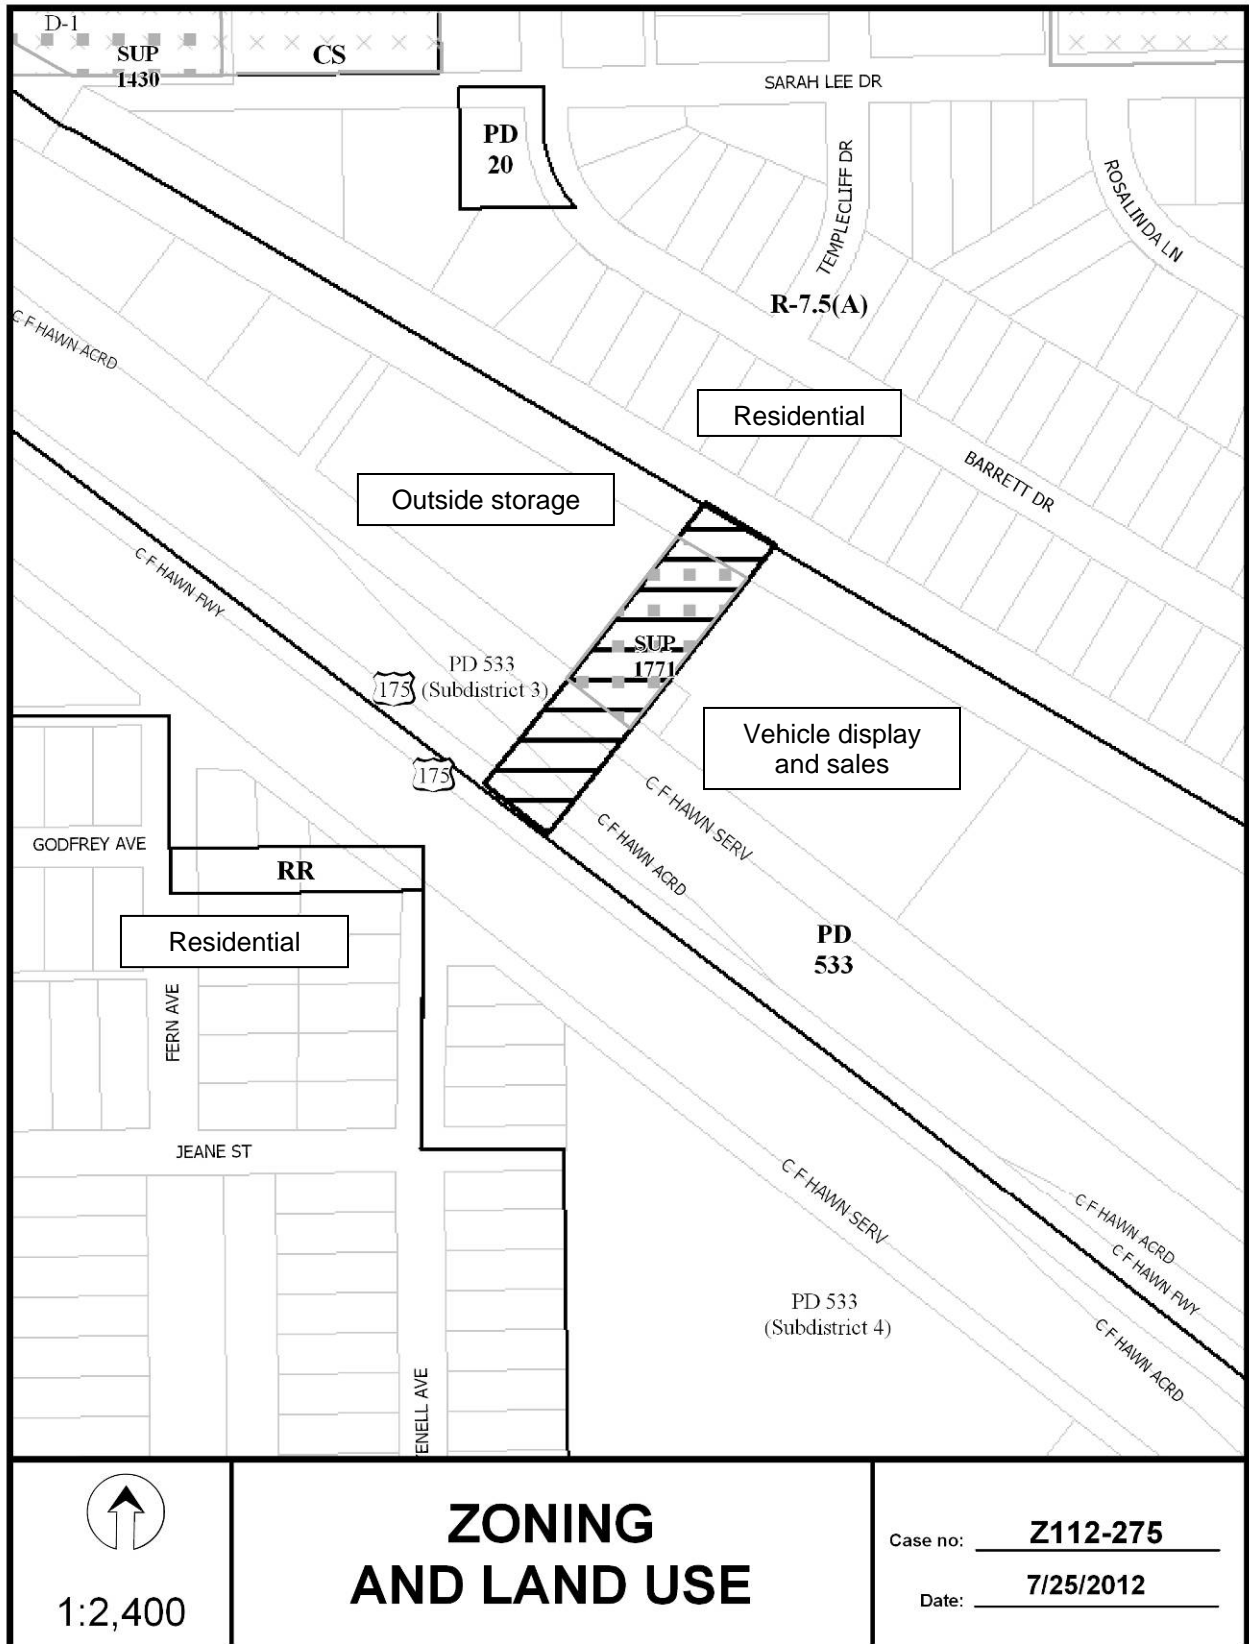 D-1
SUP
1430
CS
SARAH LEE DR
PD
20
TEMPLECLIFF DR
ROSALINDA LN
R-7.5(A)
C F HAWN ACRD
Residential
BARRETT DR
Outside storage
C F HAWN FWY
SUP
1771
PD 533
(Subdistrict 3)
175
175
Vehicle display
and sales
C F HAWN SERV
C F HAWN ACRD
GODFREY AVE
RR
Residential
PD
533
FERN AVE
JEANE ST
C F HAWN SERV
C F HAWN ACRD
C F HAWN FWY
C F HAWN ACRD
PD 533
(Subdistrict 4)
ENELL AVE
1:2,400
ZONING
AND LAND USE
Case no: Z112-275
Date: 7/25/2012